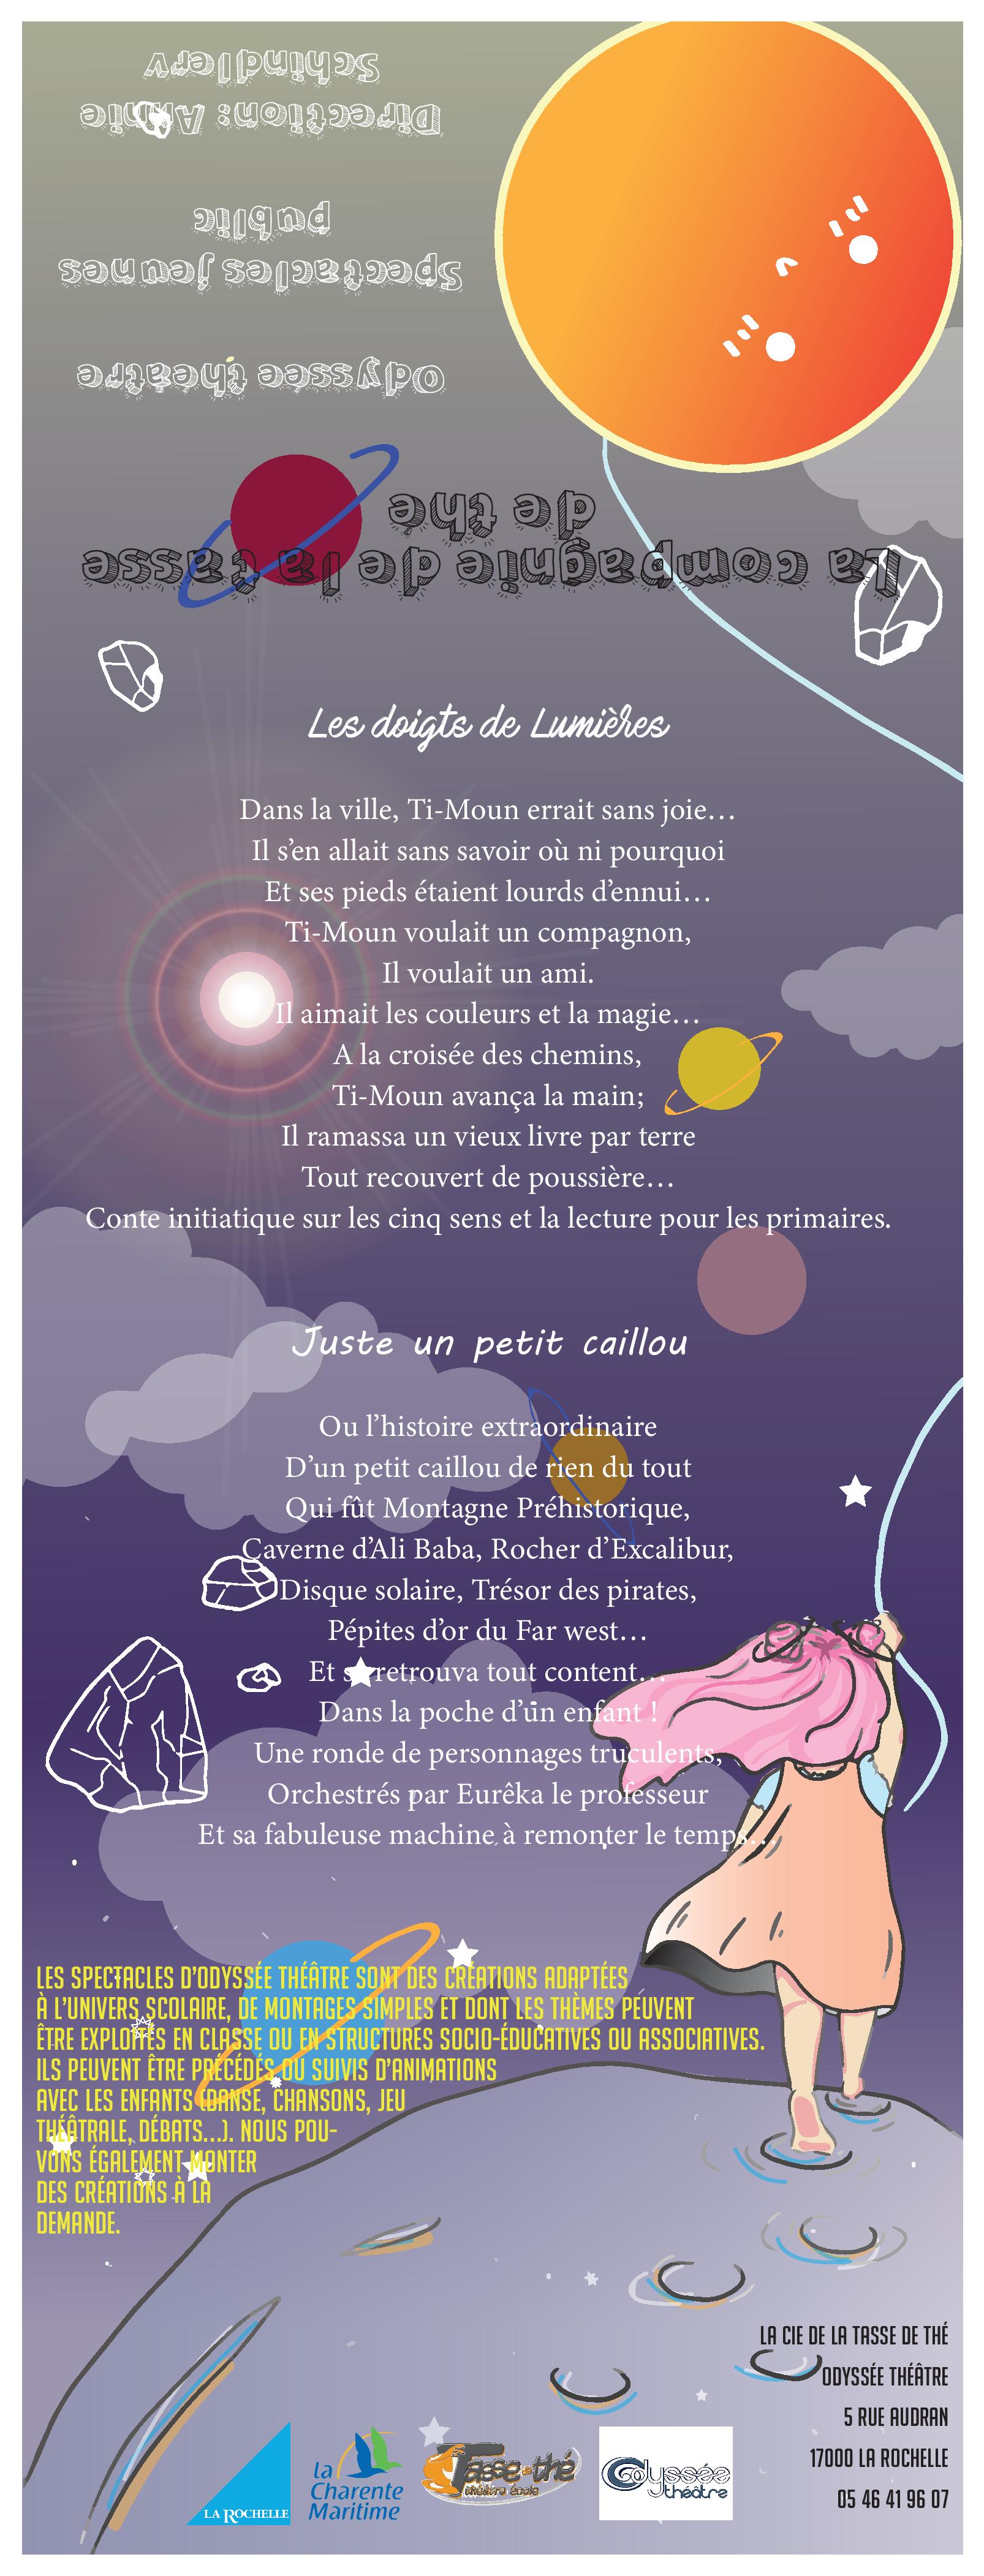 La compagnie de la tasse
de the
Odyssée théâtre
Spectacles jeunes
public
Direction: Annie
Schindlerv
Les doigts de Lumières
Dans la ville, Ti-Moun errait sans joie…
Il s’en allait sans savoir où ni pourquoi
Et ses pieds étaient lourds d’ennui…
Ti-Moun voulait un compagnon,
Il voulait un ami.
Il aimait les couleurs et la magie…
A la croisée des chemins,
Ti-Moun avança la main;
Il ramassa un vieux livre par terre
Tout recouvert de poussière…
Conte initiatique sur les cinq sens et la lecture pour les primaires.
Juste un petit caillou
Ou l’histoire extraordinaire
D’un petit caillou de rien du tout
Qui fût Montagne Préhistorique,
Caverne d’Ali Baba, Rocher d’Excalibur,
Disque solaire, Trésor des pirates,
Pépites d’or du Far west…
Et se retrouva tout content…
Dans la poche d’un enfant !
Une ronde de personnages truculents,
Orchestrés par Eurêka le professeur
Et sa fabuleuse machine à remonter le temps…
LES SPECTACLES D’ODYSSÉE THÉÂTRE SONT DES CRÉATIONS ADAPTÉES
À L’UNIVERS SCOLAIRE, DE MONTAGES SIMPLES ET DONT LES THÈMES PEUVENT
ÊTRE EXPLOITÉS EN CLASSE OU EN STRUCTURES SOCIO-ÉDUCATIVES OU ASSOCIATIVES.
ILS PEUVENT ÊTRE PRÉCÉDÉS OU SUIVIS D’ANIMATIONS
AVEC LES ENFANTS (DANSE, CHANSONS, JEU
THÉÂTRALE, DÉBATS...). NOUS POU-
VONS ÉGALEMENT MONTER
DES CRÉATIONS À LA
DEMANDE.
LA CIE DE LA TASSE DE THÉ
ODYSSÉE THÉÂTRE
5 RUE AUDRAN
17000 LA ROCHELLE
05 46 41 96 07
LA ROCHELLE
La
Charente
Maritime
Tasse-thé
théâtre école
Odyssée
théâtre